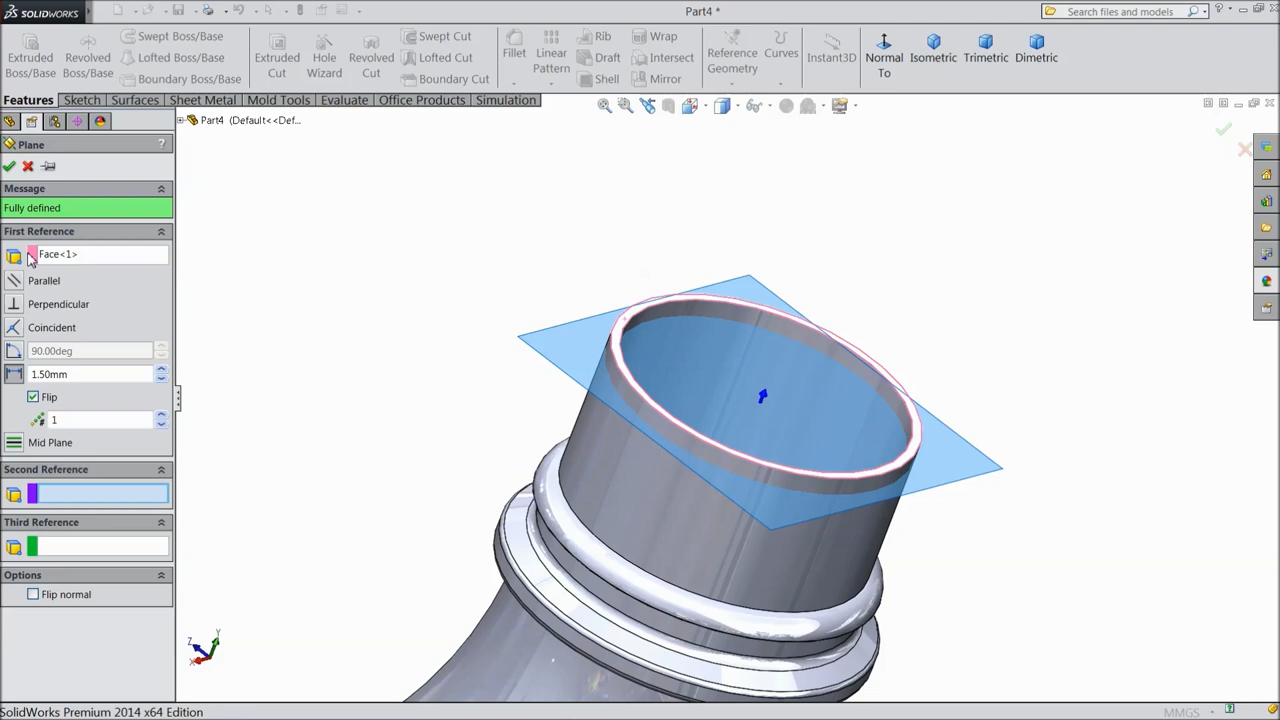 SOLIDWORKS
Part4 *
Search files and models
Extruded Boss/Base
Revolved Boss/Base
Swept Boss/Base
Lofted Boss/Base
Boundary Boss/Base
Extruded Cut
Hole Wizard
Revolved Cut
Swept Cut
Lofted Cut
Boundary Cut
Fillet
Linear Pattern
Rib
Draft
Shell
Wrap
Intersect
Mirror
Reference Geometry
Curves
Instant3D
Normal To
Isometric
Trimetric
Dimetric
Features
Sketch
Surfaces
Sheet Metal
Mold Tools
Evaluate
Office Products
Simulation
Part4 (Default<<Def...
Plane
?
Message
Fully defined
First Reference
Face<1>
Parallel
Perpendicular
Coincident
90.00deg
1.50mm
Flip
1
Mid Plane
Second Reference
Third Reference
Options
Flip normal
Y
Z
X
SolidWorks Premium 2014 x64 Edition
MMGS